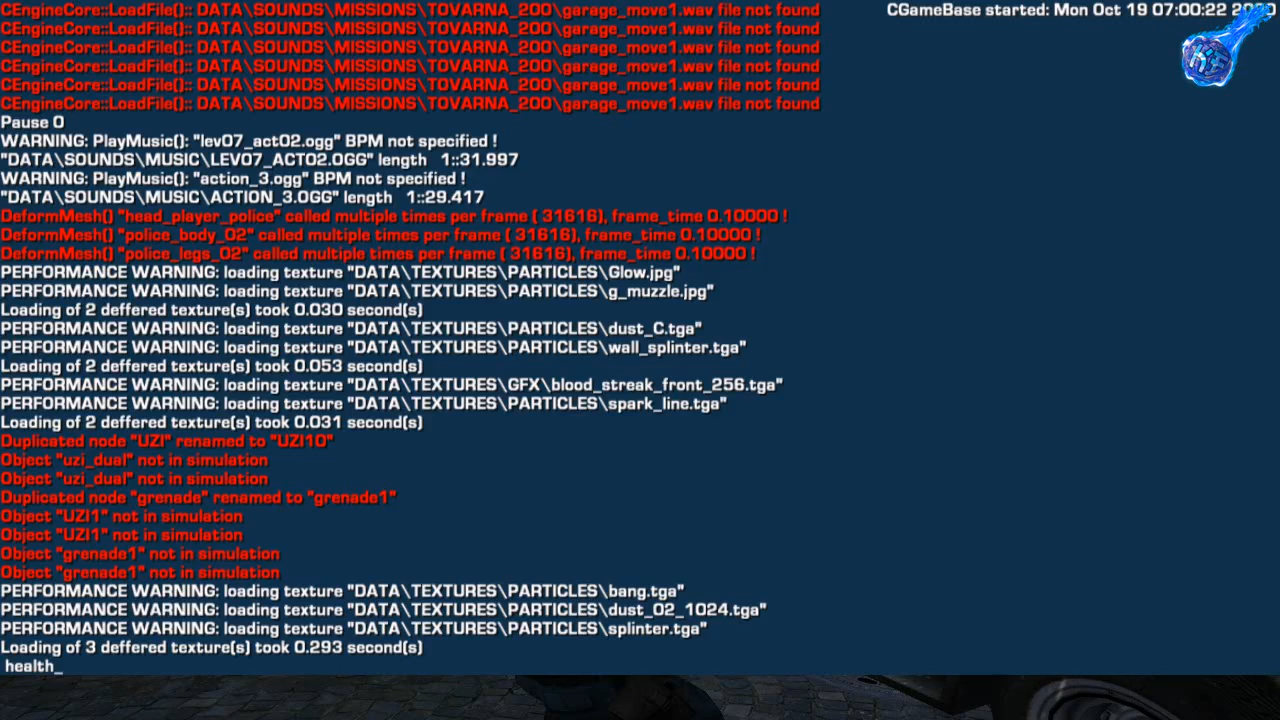 CEngineCore::LoadFile():: DATA\SOUNDS\MISSIONS\TOVARNA_200\garage_move1.wav file not found
CGameBase started: Mon Oct 19 07:00:22
CEngineCore::LoadFile():: DATA\SOUNDS\MISSIONS\TOVARNA_200\garage_move1.wav file not found
CEngineCore::LoadFile():: DATA\SOUNDS\MISSIONS\TOVARNA_200\garage_move1.wav file not found
CEngineCore::LoadFile():: DATA\SOUNDS\MISSIONS\TOVARNA_200\garage_move1.wav file not found
CEngineCore::LoadFile():: DATA\SOUNDS\MISSIONS\TOVARNA_200\garage_move1.wav file not found
CEngineCore::LoadFile():: DATA\SOUNDS\MISSIONS\TOVARNA_200\garage_move1.wav file not found
Pause 0
WARNING: PlayMusic(): "lev07_act02.ogg" BPM not specified !
"DATA\SOUNDS\MUSIC\LEV07_ACT02.OGG" length 1::31.997
WARNING: PlayMusic(): "action_3.ogg" BPM not specified !
"DATA\SOUNDS\MUSIC\ACTION_3.OGG" length 1::29.417
DeformMesh() "head_player_police" called multiple times per frame ( 31616), frame_time 0.10000 !
DeformMesh() "police_body_02" called multiple times per frame ( 31616), frame_time 0.10000 !
DeformMesh() "police_legs_02" called multiple times per frame ( 31616), frame_time 0.10000 !
PERFORMANCE WARNING: loading texture "DATA\TEXTURES\PARTICLES\Glow.jpg"
PERFORMANCE WARNING: loading texture "DATA\TEXTURES\PARTICLES\g_muzzle.jpg"
Loading of 2 deffered texture(s) took 0.030 second(s)
PERFORMANCE WARNING: loading texture "DATA\TEXTURES\PARTICLES\dust_C.tga"
PERFORMANCE WARNING: loading texture "DATA\TEXTURES\PARTICLES\wall_splinter.tga"
Loading of 2 deffered texture(s) took 0.053 second(s)
PERFORMANCE WARNING: loading texture "DATA\TEXTURES\GFX\blood_streak_front_256.tga"
PERFORMANCE WARNING: loading texture "DATA\TEXTURES\PARTICLES\spark_line.tga"
Loading of 2 deffered texture(s) took 0.031 second(s)
Duplicated node "UZI" renamed to "UZI10"
Object "uzi_dual" not in simulation
Object "uzi_dual" not in simulation
Duplicated node "grenade" renamed to "grenade1"
Object "UZI1" not in simulation
Object "UZI1" not in simulation
Object "grenade1" not in simulation
Object "grenade1" not in simulation
PERFORMANCE WARNING: loading texture "DATA\TEXTURES\PARTICLES\bang.tga"
PERFORMANCE WARNING: loading texture "DATA\TEXTURES\PARTICLES\dust_02_1024.tga"
PERFORMANCE WARNING: loading texture "DATA\TEXTURES\PARTICLES\splinter.tga"
Loading of 3 deffered texture(s) took 0.293 second(s)
health_